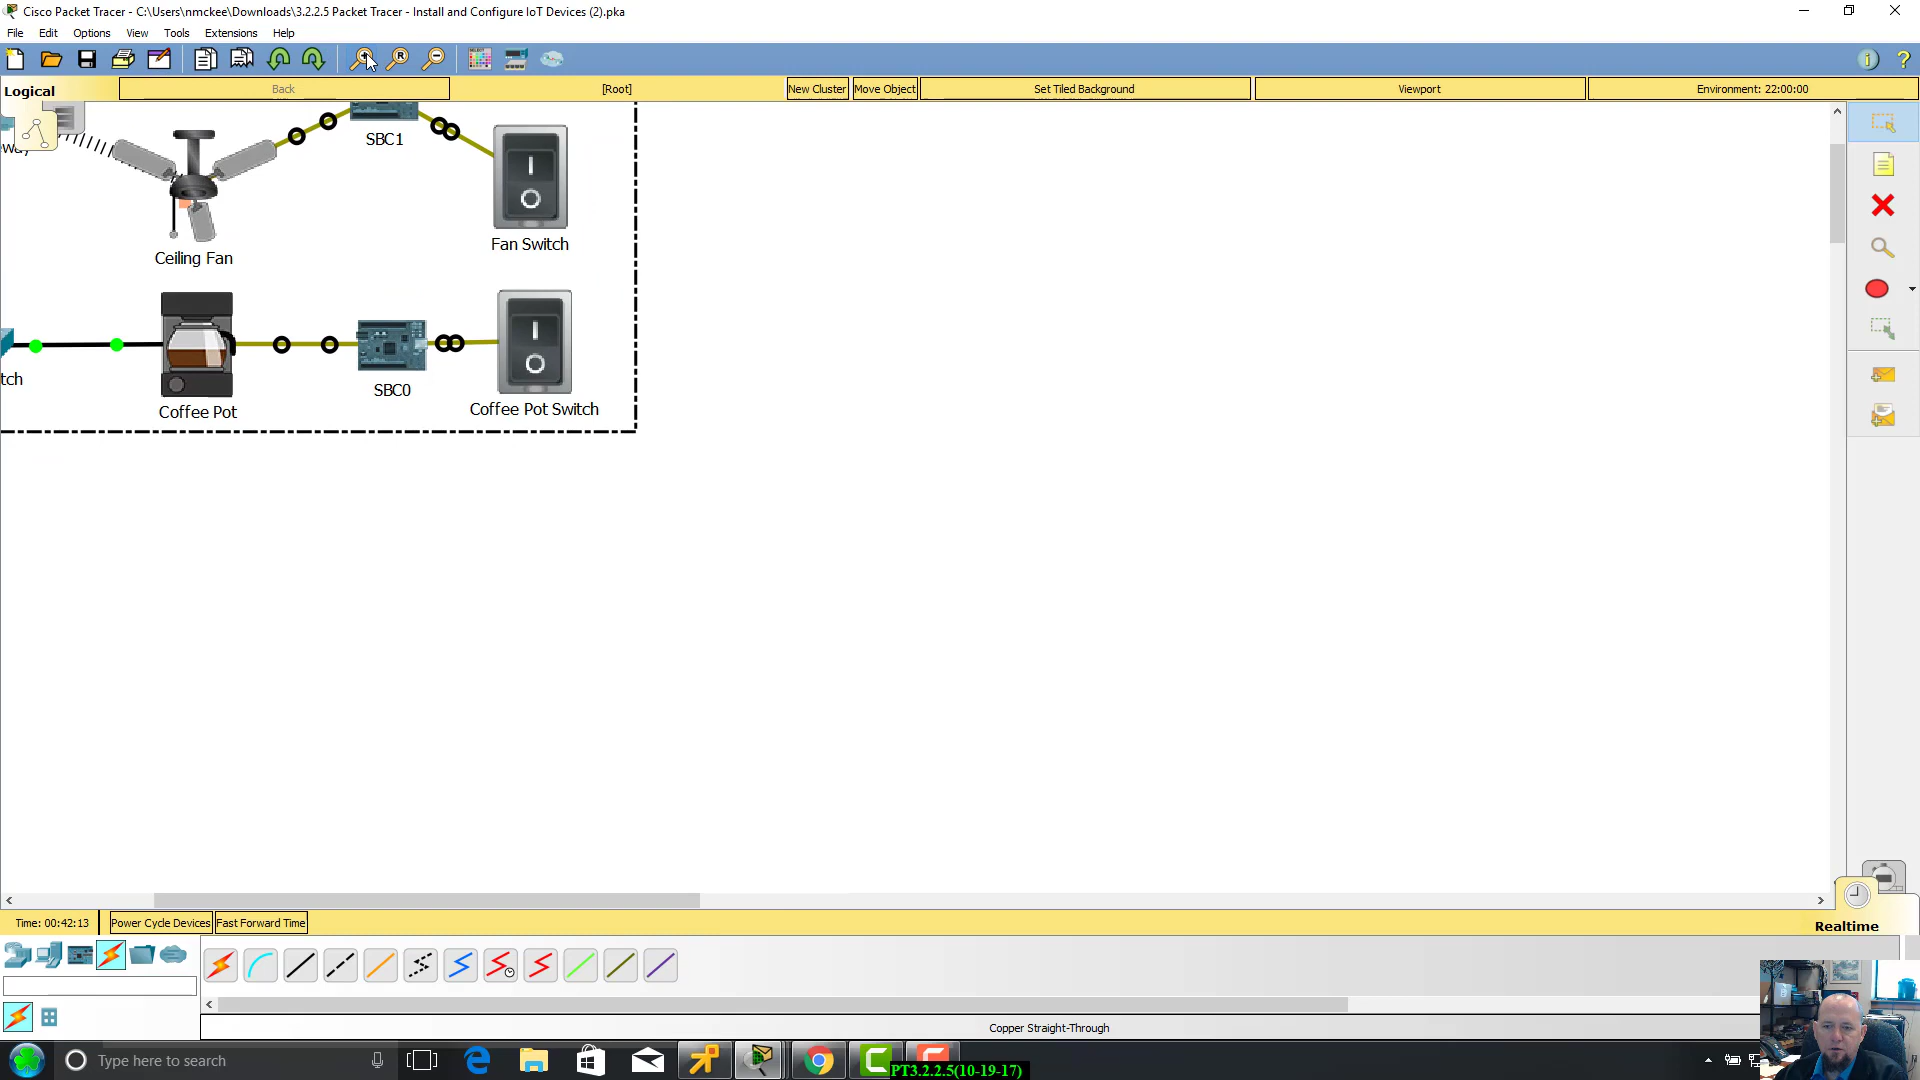 Cisco Packet Tracer - C:\Users\nmckee\Downloads\3.2.2.5 Packet Tracer - Install and Configure IoT Devices (2).pka
File Edit Options View Tools Extensions Help
Logical Back [Root] New Cluster Move Object Set Tiled Background Viewport Environment: 22:00:00
SBC1
Fan Switch
Ceiling Fan
tch
SBC0
Coffee Pot
Coffee Pot Switch
Time: 00:42:13 Power Cycle Devices Fast Forward Time
Realtime
Copper Straight-Through
Type here to search
PT3.2.2.5(10-19-17)